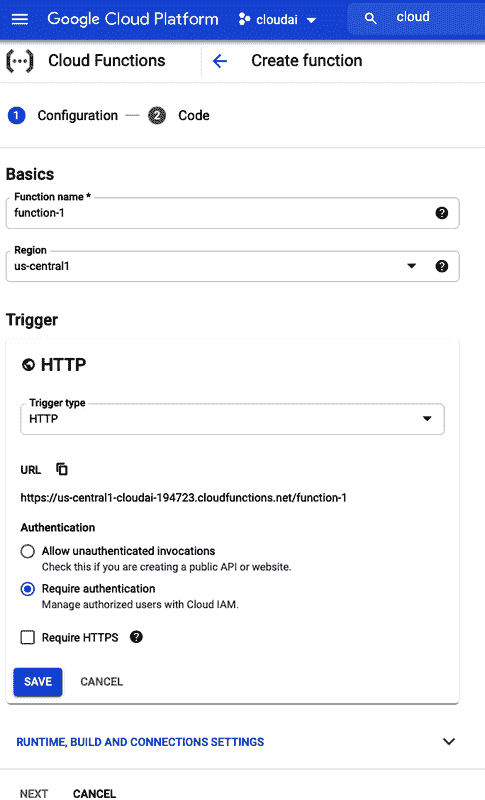 Google Cloud Platform cloudai cloud
(···) Cloud Functions Create function
1 Configuration — 2 Code
Basics
Function name *
function-1
Region
us-central1
Trigger
HTTP
Trigger type
HTTP
URL
https://us-central1-cloudai-194723.cloudfunctions.net/function-1
Authentication
Allow unauthenticated invocations
Check this if you are creating a public API or website.
Require authentication
Manage authorized users with Cloud IAM.
Require HTTPS
SAVE CANCEL
RUNTIME, BUILD AND CONNECTIONS SETTINGS
NEXT CANCEL